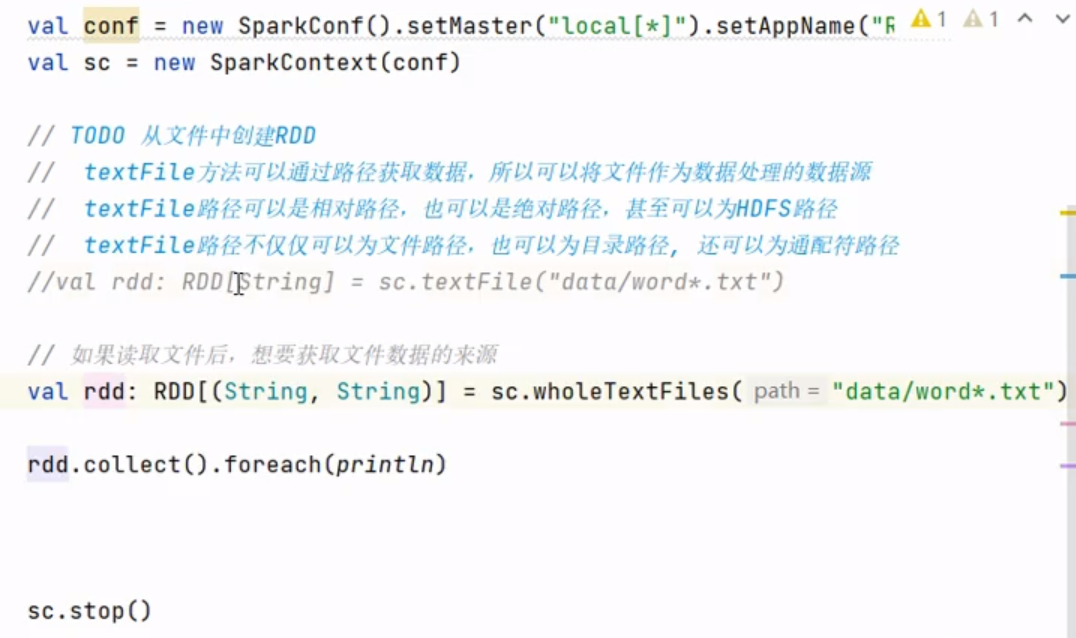 val conf = new SparkConf().setMaster("local[*]").setAppName("R
1 1
val sc = new SparkContext(conf)
// TODO 从文件中创建RDD
// textFile方法可以通过路径获取数据，所以可以将文件作为数据处理的数据源
// textFile路径可以是相对路径，也可以是绝对路径，甚至可以为HDFS路径
// textFile路径不仅仅可以为文件路径，也可以为目录路径, 还可以为通配符路径
//val rdd: RDD[String] = sc.textFile("data/word*.txt")
// 如果读取文件后，想要获取文件数据的来源
val rdd: RDD[(String, String)] = sc.wholeTextFiles( path = "data/word*.txt")
rdd.collect().foreach(println)
sc.stop()